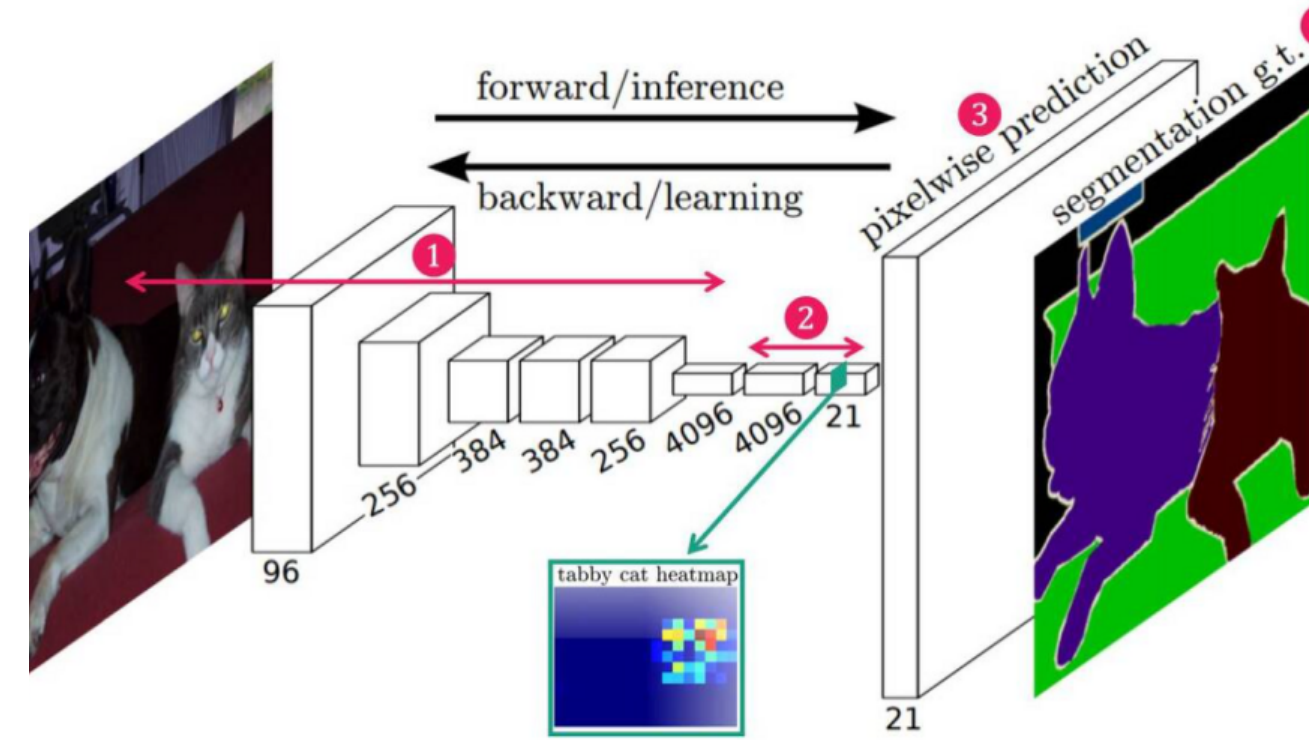 forward/inference
backward/learning
3
pixelwise prediction
segmentation g.t.
1
2
96
256
384
384
256
4096
4096
21
tabby cat heatmap
21